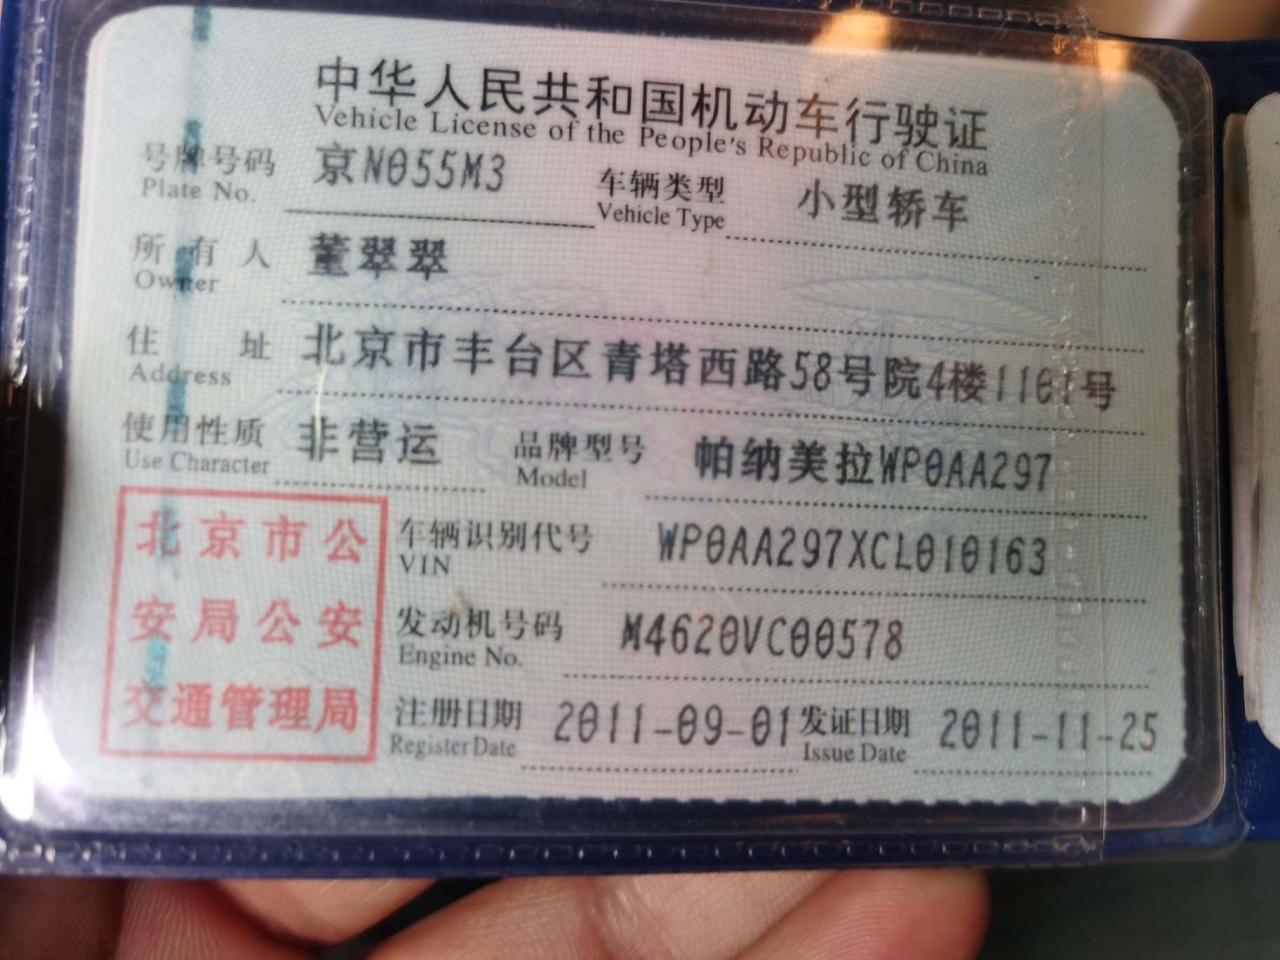 中华人民共和国机动车行驶证
Vehicle License of the People's Republic of China
号牌号码 京N055M3 车辆类型 小型轿车
Plate No. Vehicle Type
所有人 董翠翠
Owner
住址 北京市丰台区青塔西路58号院4楼1101号
Address
使用性质 非营运 品牌型号 帕纳美拉WP0AA297
Use Character Model
车辆识别代号 WP0AA297XCL010163
VIN
发动机号码 M4620VC00578
Engine No.
注册日期 2011-09-01 发证日期 2011-11-25
Register Date Issue Date
北京市公
安局公安
交通管理局